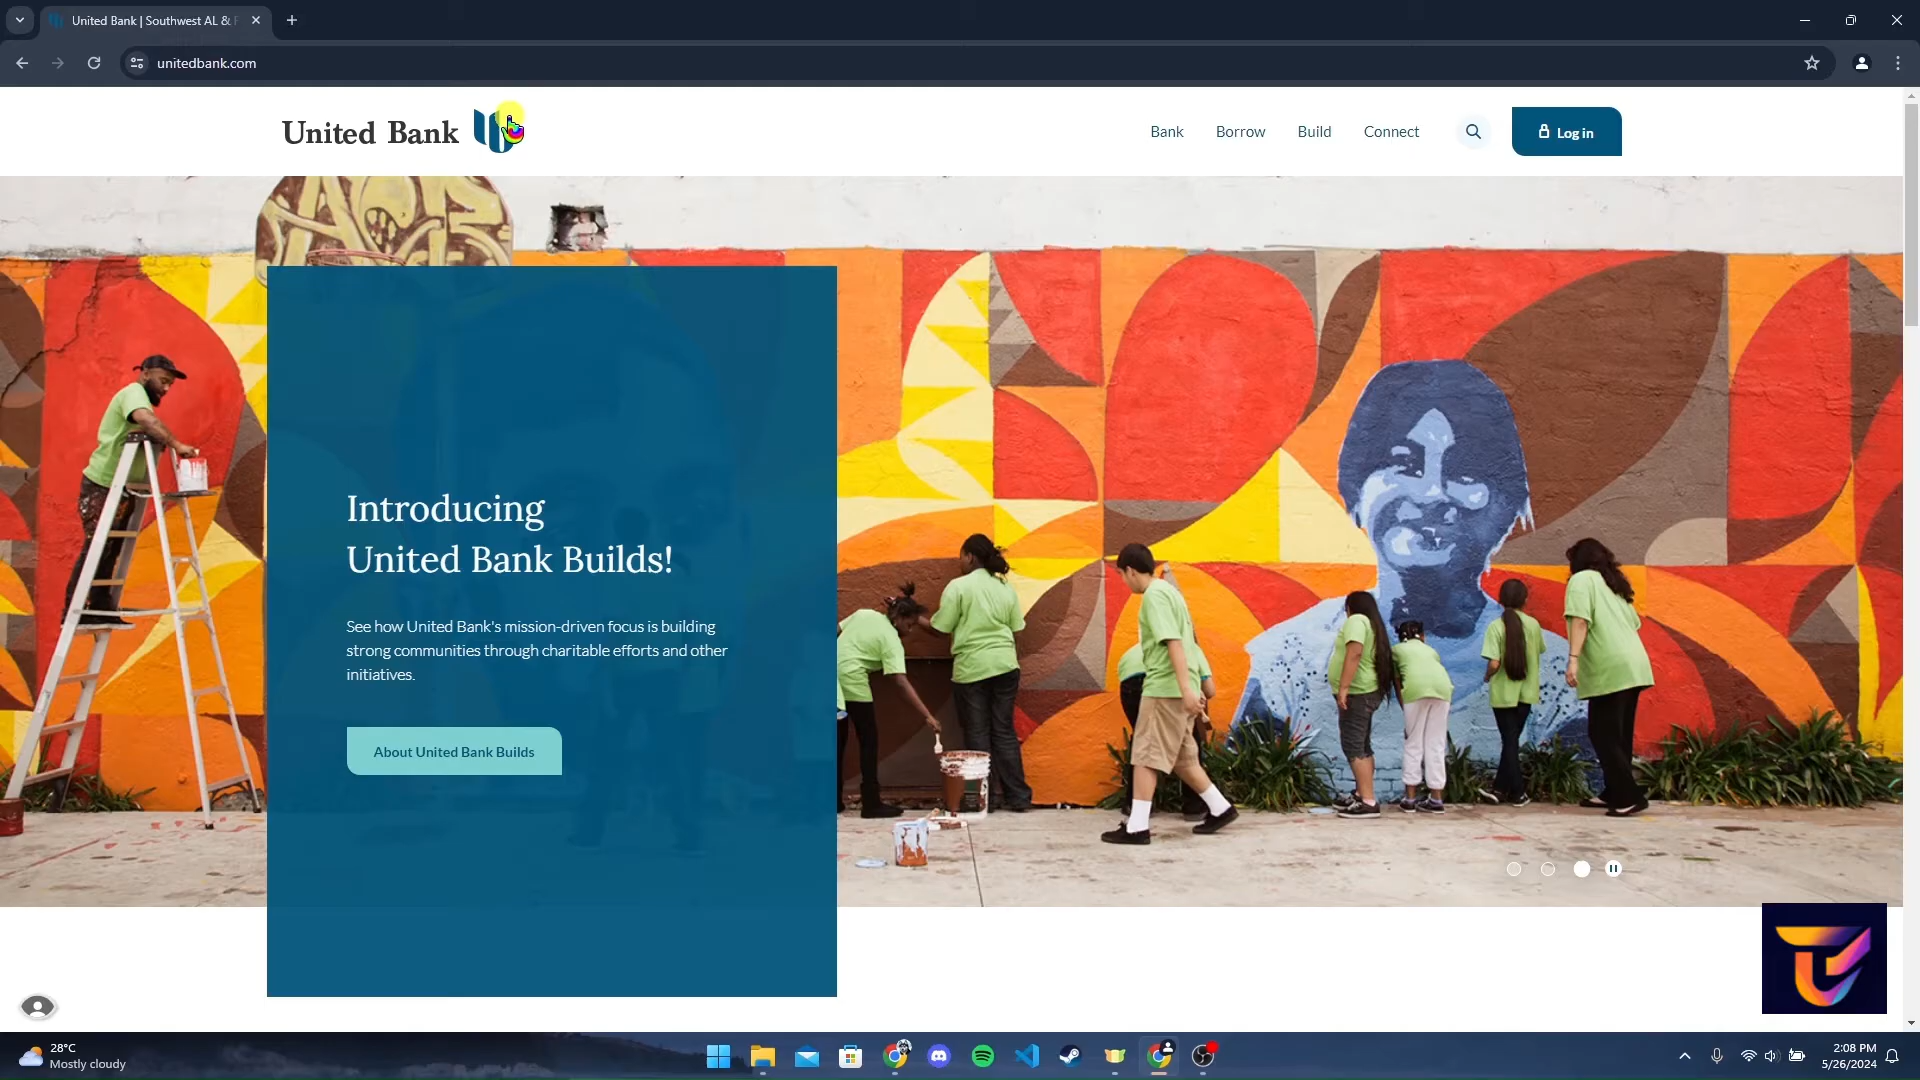 United Bank | Southwest AL &
unitedbank.com
United Bank
Bank
Borrow
Build
Connect
Log in
Introducing
United Bank Builds!
See how United Bank's mission-driven focus is building
strong communities through charitable efforts and other
initiatives.
About United Bank Builds
28°C
Mostly cloudy
2:08 PM
5/26/2024